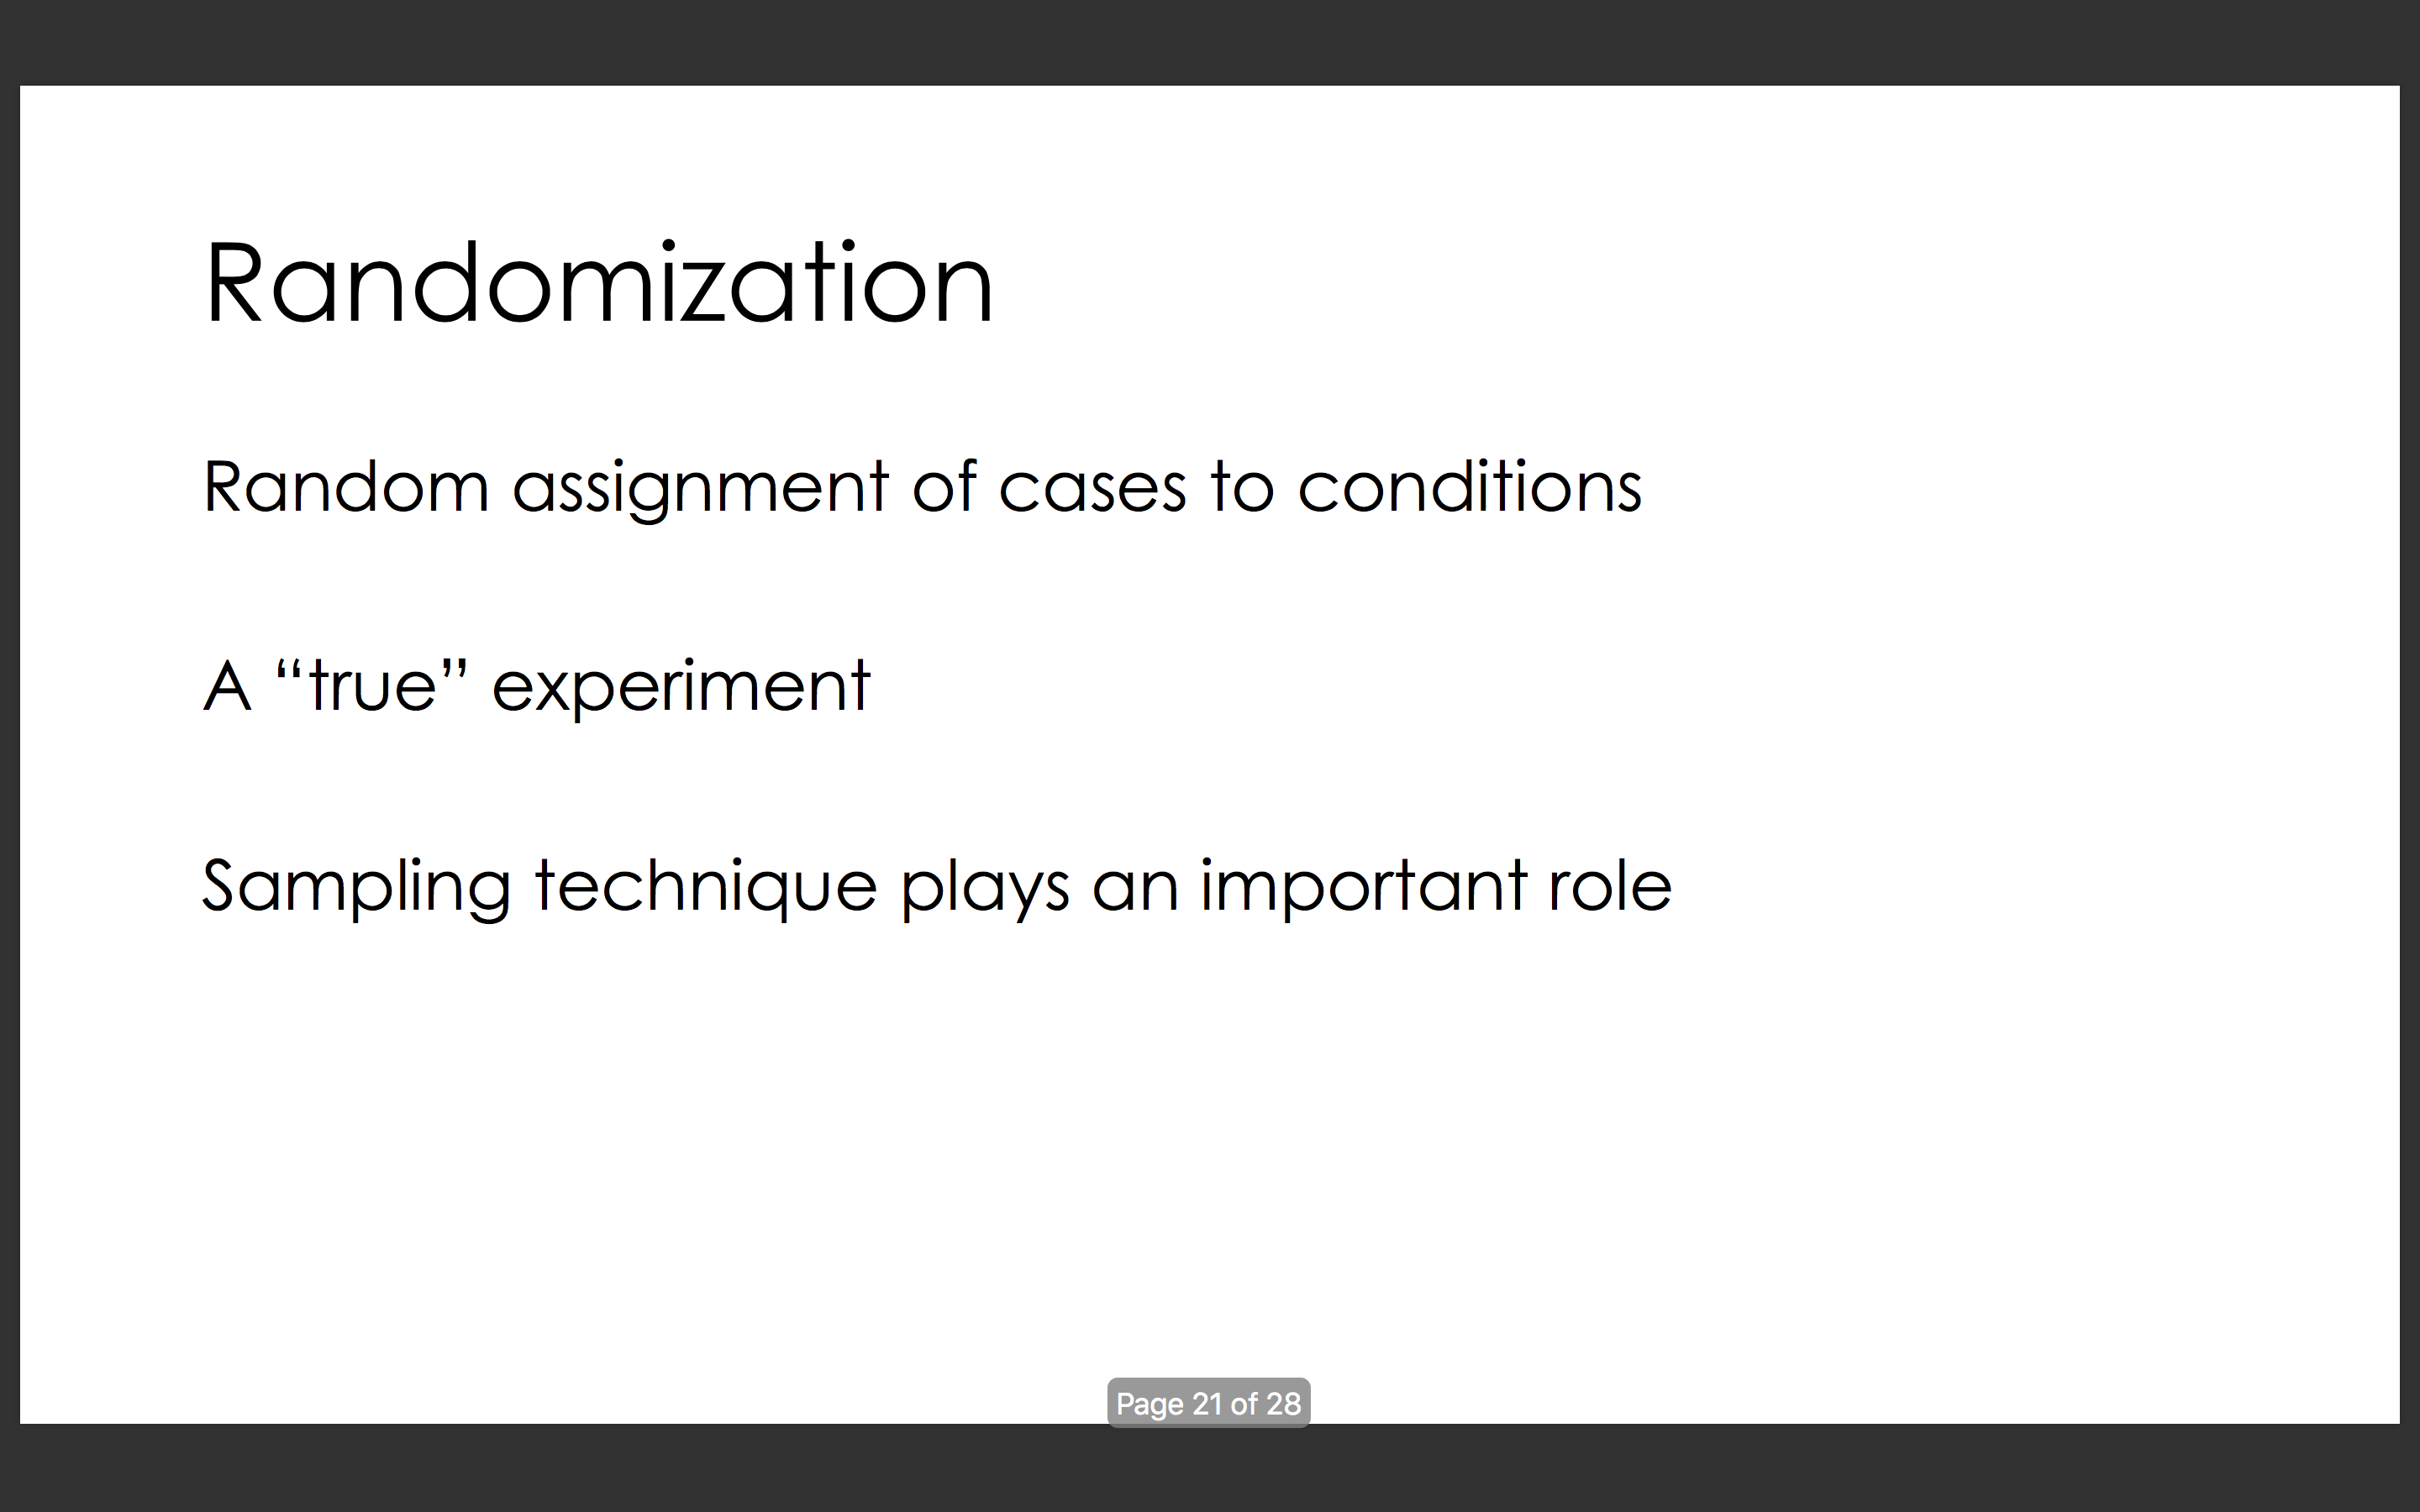 Randomization
Random assignment of cases to conditions
A “true” experiment
Sampling technique plays an important role
Page 21 of 28